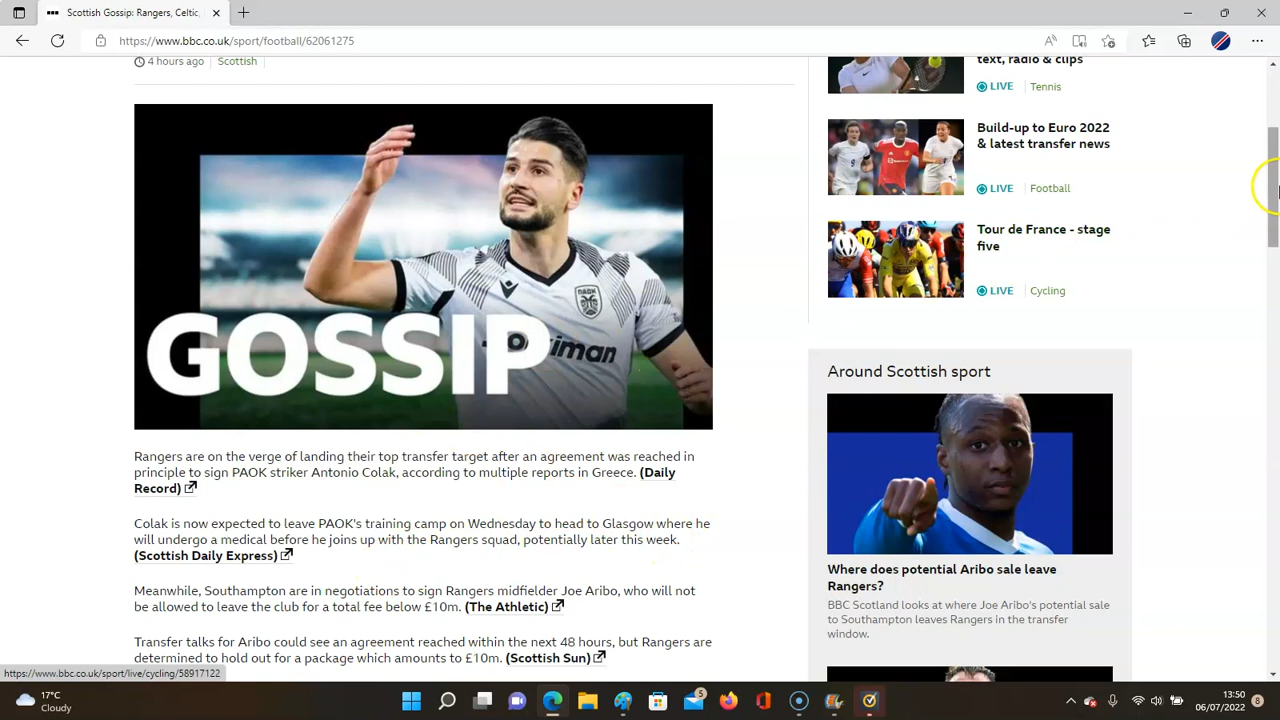 Scottish Gossip: Rangers, Celtic,
https://www.bbc.co.uk/sport/football/62061275
4 hours ago
Scottish
text, radio & clips
LIVE
Tennis
Build-up to Euro 2022
& latest transfer news
LIVE
Football
Tour de France - stage
five
LIVE
Cycling
PAOK
GOSSIP
Around Scottish sport
Rangers are on the verge of landing their top transfer target after an agreement was reached in
principle to sign PAOK striker Antonio Colak, according to multiple reports in Greece. (Daily
Record)
Colak is now expected to leave PAOK's training camp on Wednesday to head to Glasgow where he
will undergo a medical before he joins up with the Rangers squad, potentially later this week.
(Scottish Daily Express)
Meanwhile, Southampton are in negotiations to sign Rangers midfielder Joe Aribo, who will not
be allowed to leave the club for a total fee below £10m. (The Athletic)
Transfer talks for Aribo could see an agreement reached within the next 48 hours, but Rangers are
determined to hold out for a package which amounts to £10m. (Scottish Sun)
Where does potential Aribo sale leave
Rangers?
BBC Scotland looks at where Joe Aribo's potential sale
to Southampton leaves Rangers in the transfer
window.
https://www.bbc.co.uk/sport/live/cycling/58917122
17°C
Cloudy
5
13:50
06/07/2022